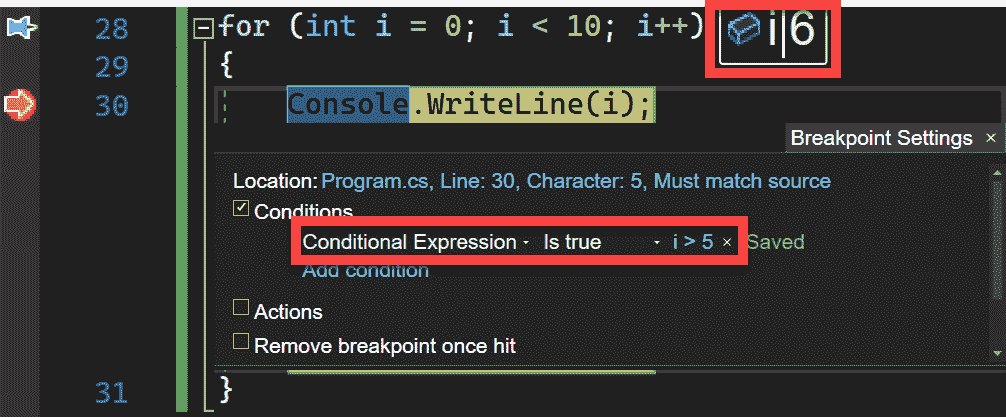 28 for (int i = 0; i < 10; i++) i 6
29 {
30 Console.WriteLine(i);
Breakpoint Settings ×
Location: Program.cs, Line: 30, Character: 5, Must match source
Conditions
Conditional Expression Is true i > 5 × Saved
Add condition
Actions
Remove breakpoint once hit
31 }